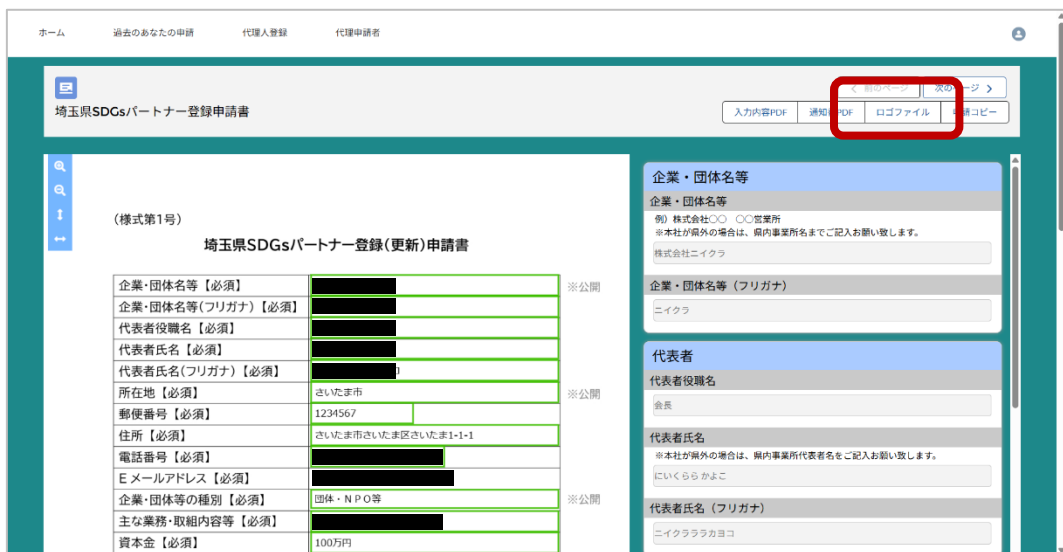 ホーム 過去のあなたの申請 代理人登録 代理申請者
埼玉県SDGsパートナー登録申請書
前のページ 次のページ
入力内容PDF 通知 PDF ロゴファイル 申請コピー
(様式第1号)
埼玉県SDGsパートナー登録(更新)申請書
企業・団体名等【必須】 ※公開
企業・団体名等(フリガナ)【必須】
代表者役職名【必須】
代表者氏名【必須】
代表者氏名(フリガナ)【必須】
所在地【必須】 さいたま市 ※公開
郵便番号【必須】 1234567
住所【必須】 さいたま市さいたま区さいたま1-1-1
電話番号【必須】
Eメールアドレス【必須】
企業・団体等の種別【必須】 団体・NPO等 ※公開
主な業務・取組内容等【必須】
資本金【必須】 100万円
企業・団体名等
企業・団体名等
例）株式会社○○ ○○営業所
※本社が県外の場合は、県内事業所名までご記入お願い致します。
株式会社ニイクラ
企業・団体名等（フリガナ）
ニイクラ
代表者
代表者役職名
会長
代表者氏名
※本社が県外の場合は、県内事業所代表者名をご記入お願い致します。
にいくらら かよこ
代表者氏名（フリガナ）
ニイクラララカヨコ